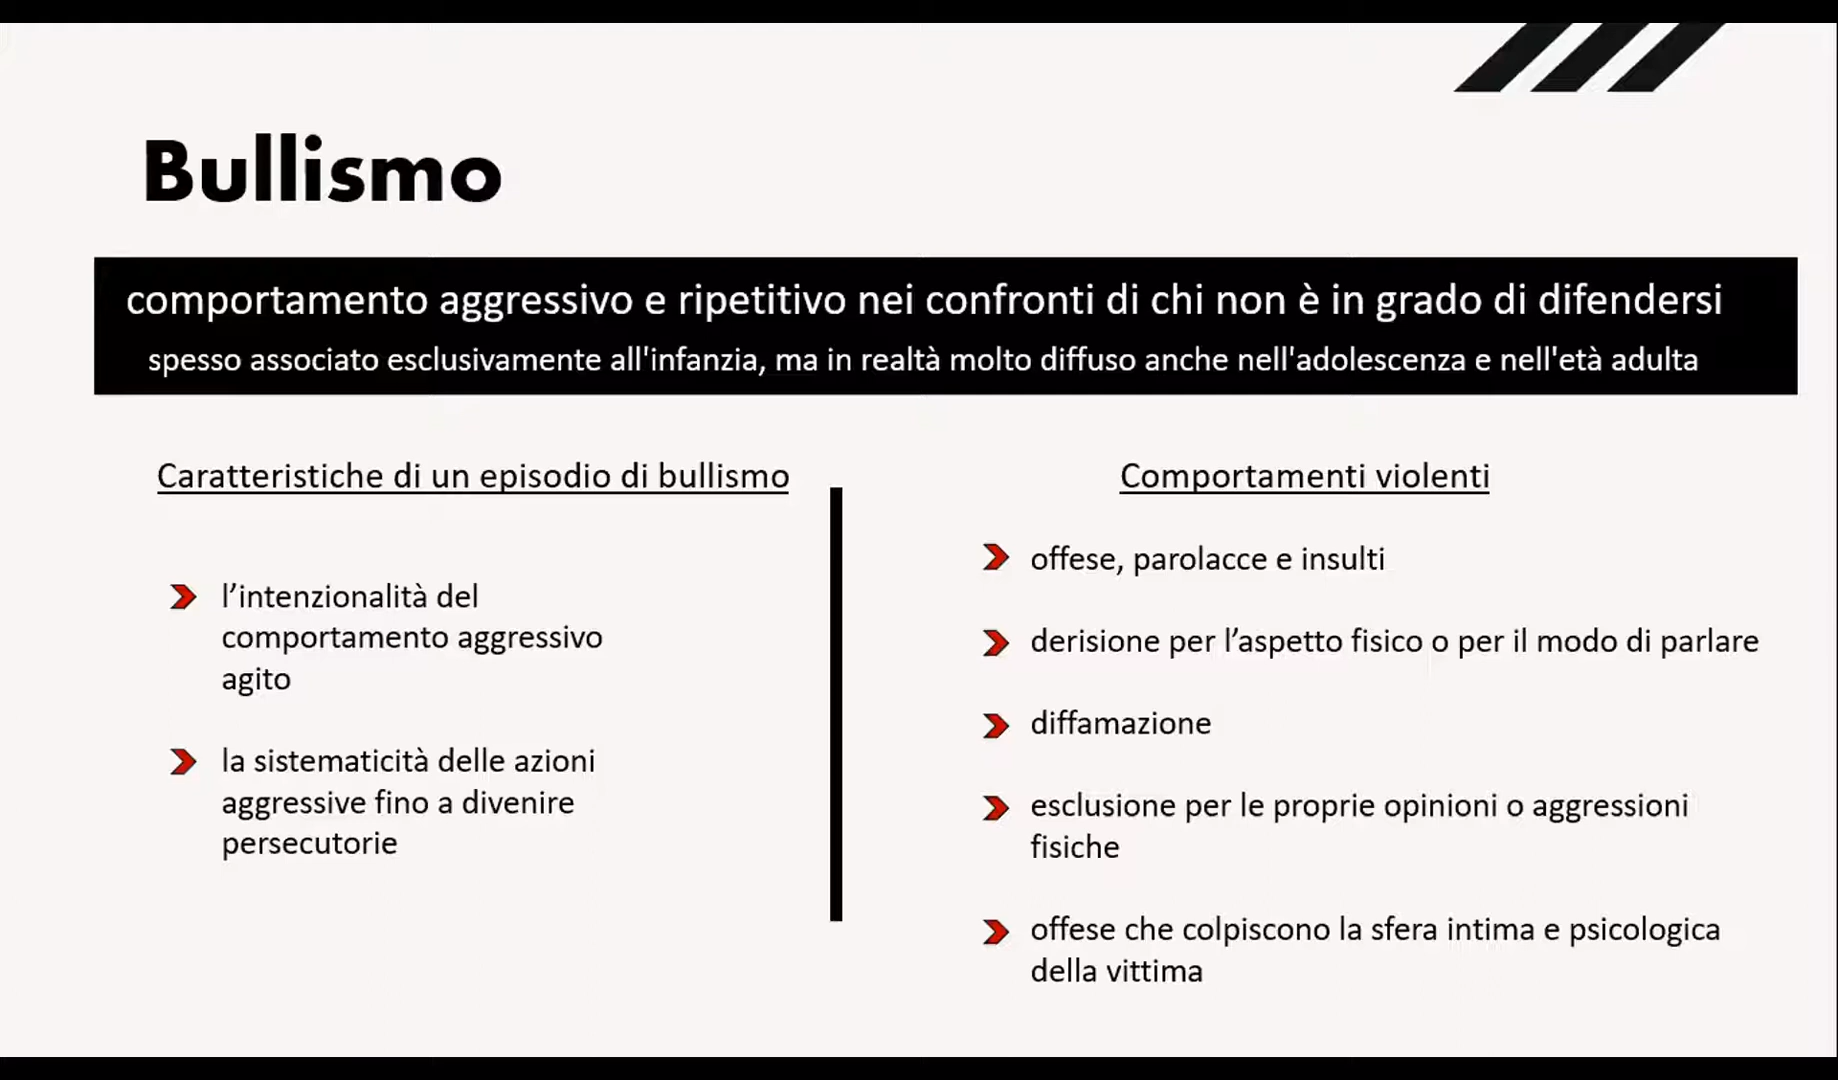 Bullismo
comportamento aggressivo e ripetitivo nei confronti di chi non è in grado di difendersi
spesso associato esclusivamente all'infanzia, ma in realtà molto diffuso anche nell'adolescenza e nell'età adulta
Caratteristiche di un episodio di bullismo
l’intenzionalità del
comportamento aggressivo
agito
la sistematicità delle azioni
aggressive fino a divenire
persecutorie
Comportamenti violenti
offese, parolacce e insulti
derisione per l’aspetto fisico o per il modo di parlare
diffamazione
esclusione per le proprie opinioni o aggressioni
fisiche
offese che colpiscono la sfera intima e psicologica
della vittima